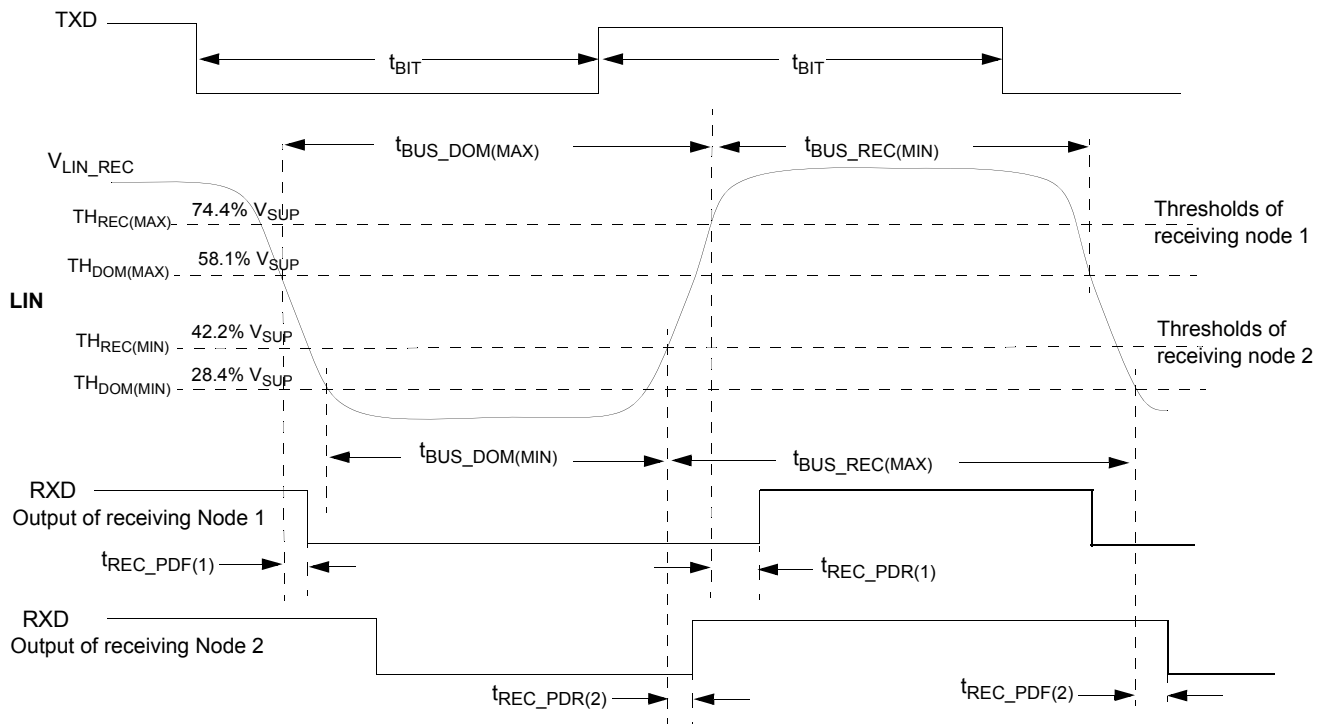 TXD
tBIT
tBIT
tBUS_DOM(MAX)
tBUS_REC(MIN)
VLIN_REC
THREC(MAX) 74.4% VSUP
Thresholds of
receiving node 1
THDOM(MAX) 58.1% VSUP
LIN
THREC(MIN) 42.2% VSUP
Thresholds of
receiving node 2
THDOM(MIN) 28.4% VSUP
tBUS_DOM(MIN)
tBUS_REC(MAX)
RXD
Output of receiving Node 1
tREC_PDF(1)
tREC_PDR(1)
RXD
Output of receiving Node 2
tREC_PDR(2)
tREC_PDF(2)